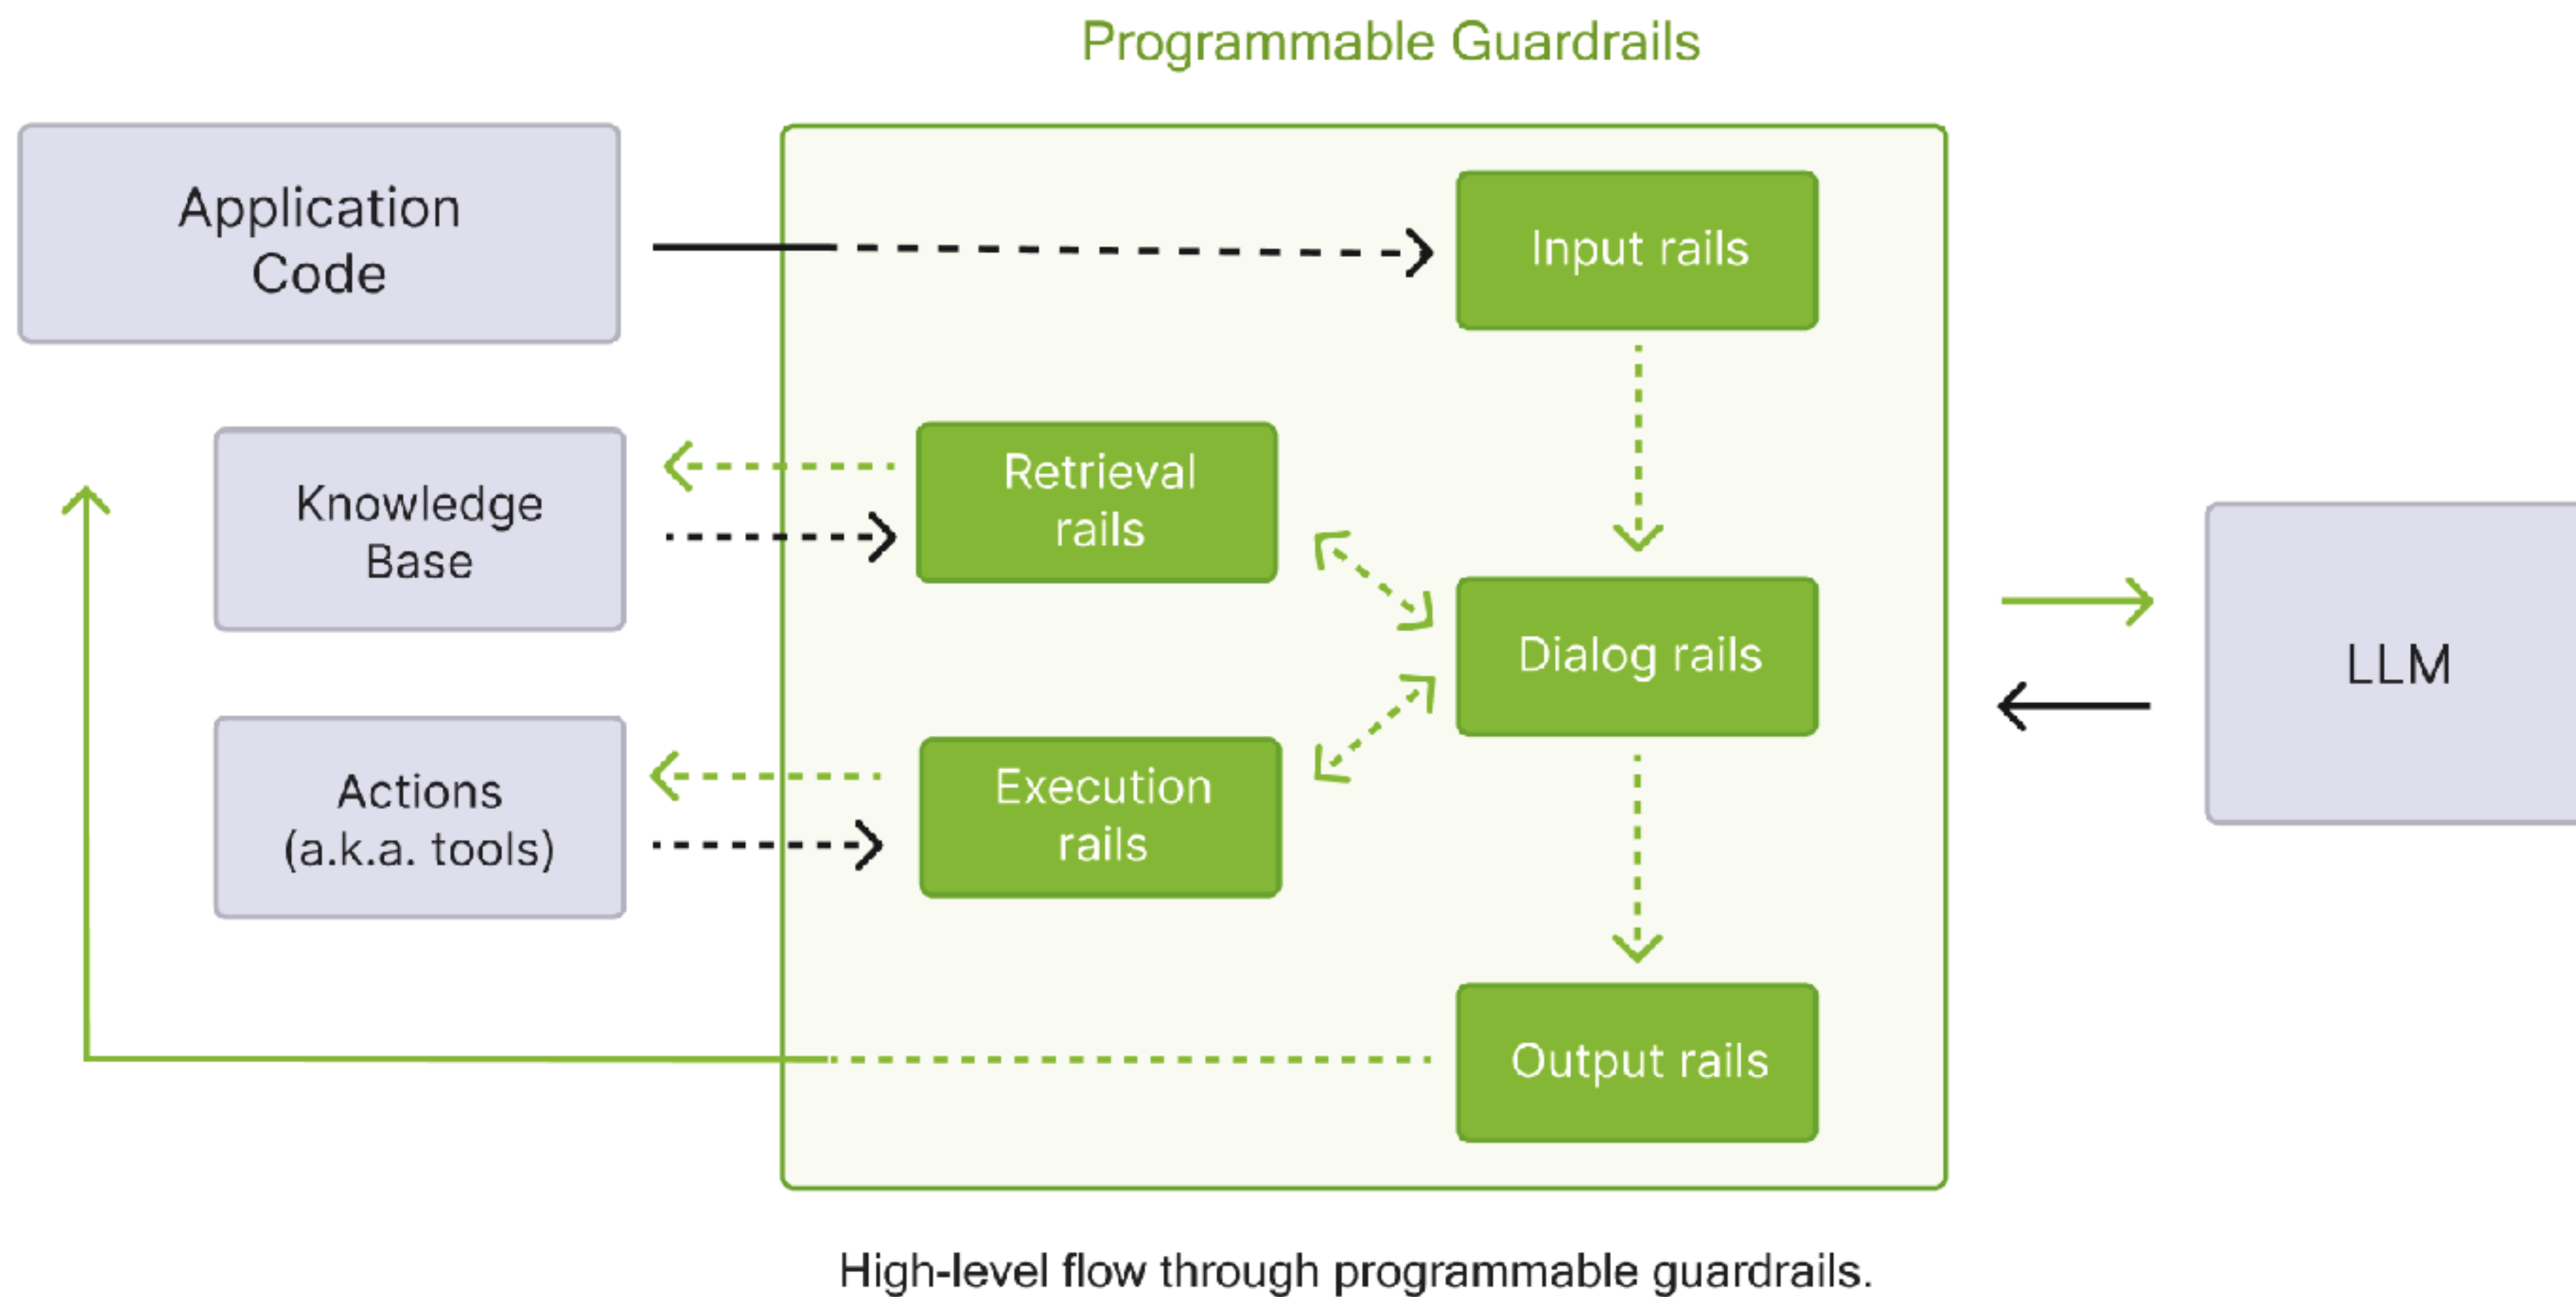 Programmable Guardrails
Application
Code
Input rails
Knowledge
Base
Retrieval
rails
Dialog rails
LLM
Actions
(a.k.a. tools)
Execution
rails
Output rails
High-level flow through programmable guardrails.